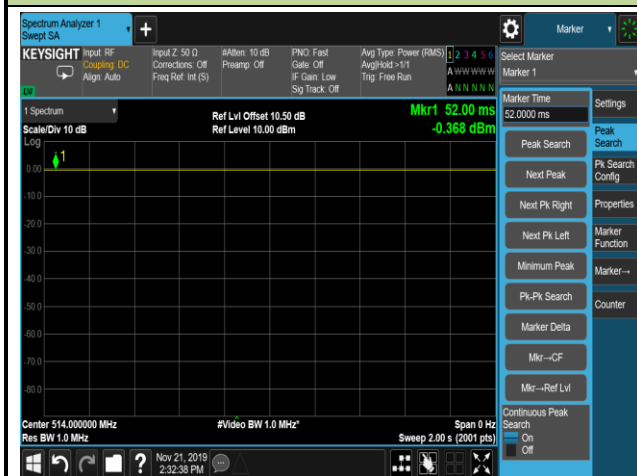 Spectrum Analyzer 1
Swept SA
Marker
KEYSIGHT
Input: RF
Coupling: DC
Align: Auto
Input Z: 50 Ω
Corrections: Off
Freq Ref: Int (S)
#Atten: 10 dB
Preamp: Off
PNO: Fast
Gate: Off
IF Gain: Low
Sig Track: Off
Avg Type: Power (RMS)
Avg|Hold:>1/1
Trig: Free Run
1 2 3 4 5 6
A W W W W W
A N N N N N
LU
1 Spectrum
Scale/Div 10 dB
Log
Ref Lvl Offset 10.50 dB
Ref Level 10.00 dBm
Mkr1 52.00 ms
-0.368 dBm
1
0.00
-10.0
-20.0
-30.0
-40.0
-50.0
-60.0
-70.0
-80.0
Center 514.000000 MHz
Res BW 1.0 MHz
#Video BW 1.0 MHz*
Span 0 Hz
Sweep 2.00 s (2001 pts)
Nov 21, 2019
2:32:38 PM
Select Marker
Marker 1
Marker Time
52.0000 ms
Peak Search
Next Peak
Next Pk Right
Next Pk Left
Minimum Peak
Pk-Pk Search
Marker Delta
Mkr→CF
Mkr→Ref Lvl
Continuous Peak
Search
On
Off
Settings
Peak
Search
Pk Search
Config
Properties
Marker
Function
Marker→
Counter